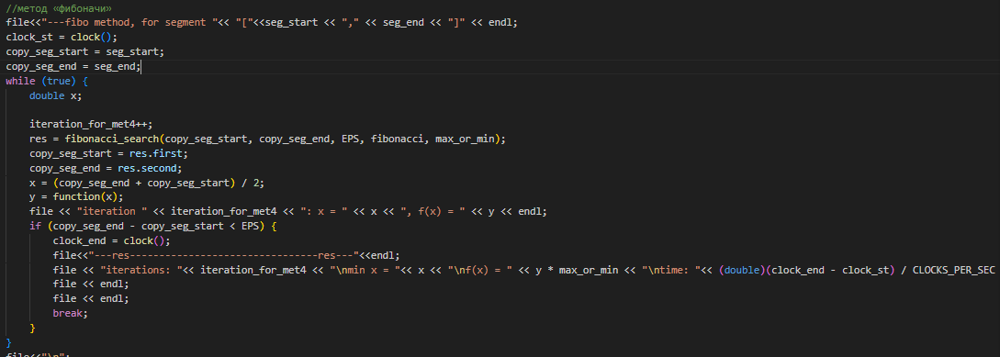 //метод «фибоначи»
file<<"---fibo method, for segment "<< "["<<seg_start << "," << seg_end << "]" << endl;
clock_st = clock();
copy_seg_start = seg_start;
copy_seg_end = seg_end;
while (true) {
double x;
iteration_for_met4++;
res = fibonacci_search(copy_seg_start, copy_seg_end, EPS, fibonacci, max_or_min);
copy_seg_start = res.first;
copy_seg_end = res.second;
x = (copy_seg_end + copy_seg_start) / 2;
y = function(x);
file << "iteration " << iteration_for_met4 << ": x = " << x << ", f(x) = " << y << endl;
if (copy_seg_end - copy_seg_start < EPS) {
clock_end = clock();
file<<"---res-------------------------------res---"<<endl;
file << "iterations: "<< iteration_for_met4 << "\nmin x = "<< x << "\nf(x) = " << y * max_or_min << "\ntime: "<< (double)(clock_end - clock_st) / CLOCKS_PER_SEC
file << endl;
file << endl;
break;
}
}
file<<"\n";